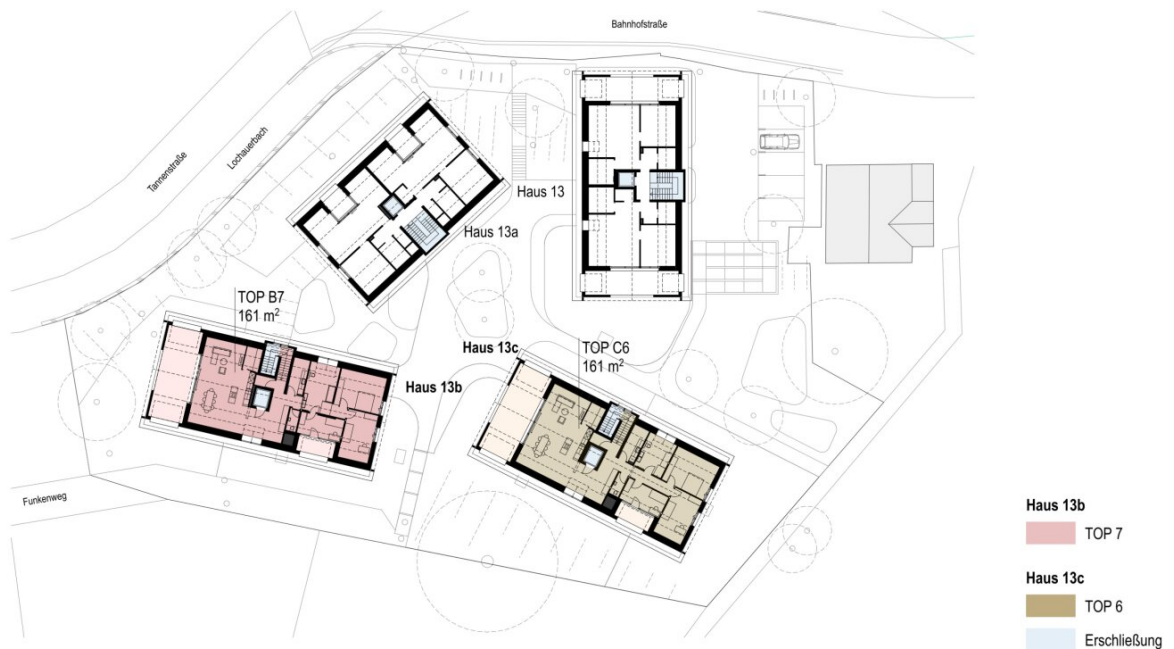 Bahnhofstraße
Tannenstraße
Lochauerbach
Haus 13
Haus 13a
TOP B7
161 m²
Haus 13c
TOP C6
161 m²
Haus 13b
Funkenweg
Haus 13b
TOP 7
Haus 13c
TOP 6
Erschließung